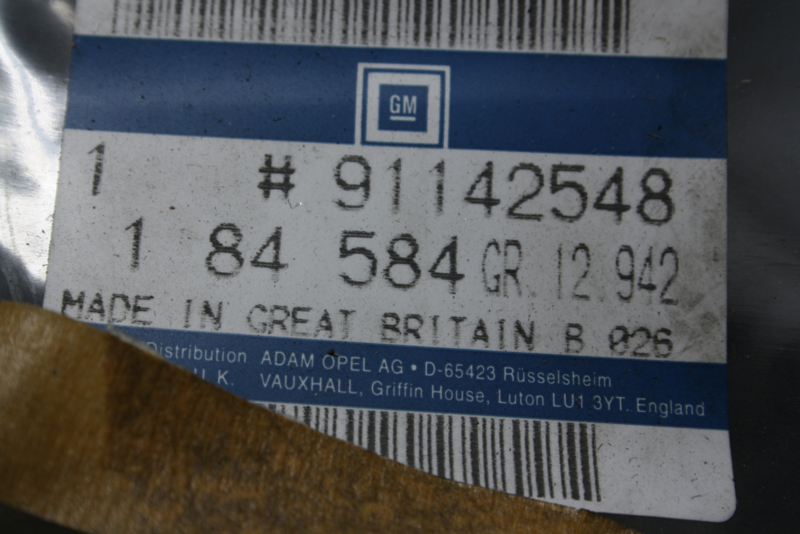 GM
1 # 91142548
1 84 584 GR. 12.942
MADE IN GREAT BRITAIN B 026
Distribution ADAM OPEL AG • D-65423 Rüsselsheim
U. K. VAUXHALL, Griffin House, Luton LU1 3YT. England